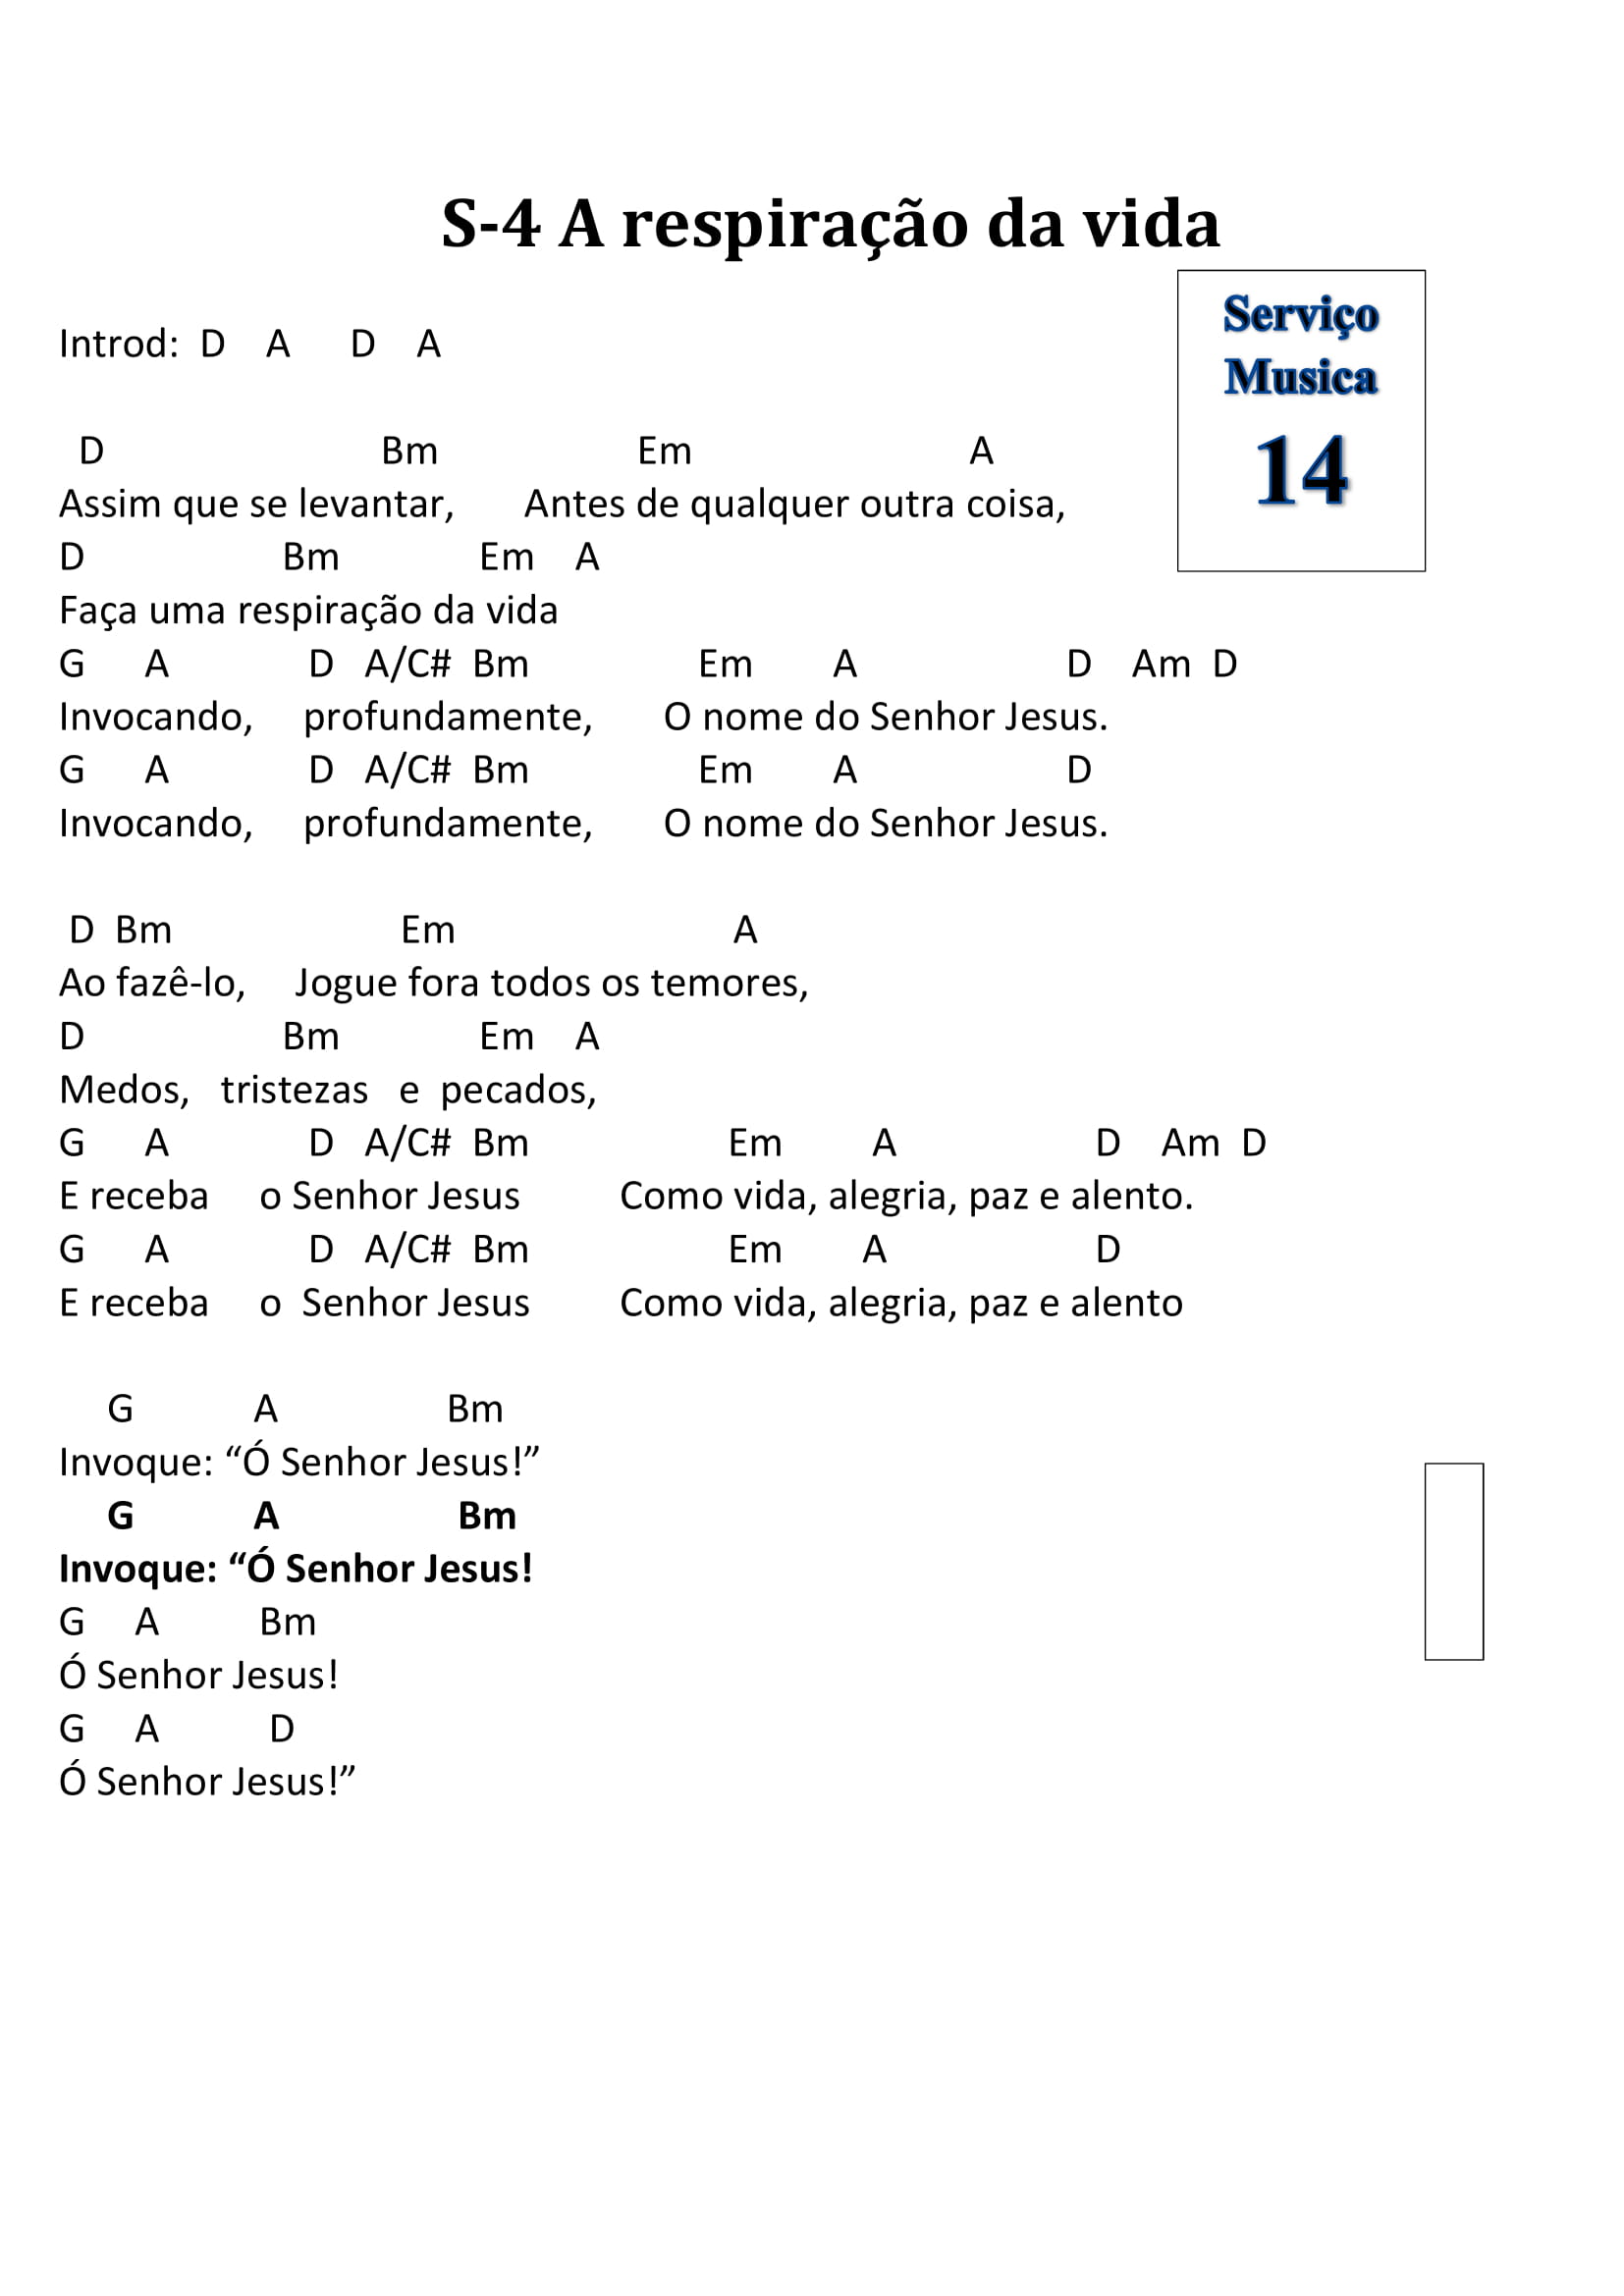 S-4 A respiração da vida
Serviço
Musica
14
Introd: D A D A
D Bm Em A
Assim que se levantar, Antes de qualquer outra coisa,
D Bm Em A
Faça uma respiração da vida
G A D A/C# Bm Em A D Am D
Invocando, profundamente, O nome do Senhor Jesus.
G A D A/C# Bm Em A D
Invocando, profundamente, O nome do Senhor Jesus.
D Bm Em A
Ao fazê-lo, Jogue fora todos os temores,
D Bm Em A
Medos, tristezas e pecados,
G A D A/C# Bm Em A D Am D
E receba o Senhor Jesus Como vida, alegria, paz e alento.
G A D A/C# Bm Em A D
E receba o Senhor Jesus Como vida, alegria, paz e alento
G A Bm
Invoque: “Ó Senhor Jesus!”
G A Bm
Invoque: “Ó Senhor Jesus!
G A Bm
Ó Senhor Jesus!
G A D
Ó Senhor Jesus!”